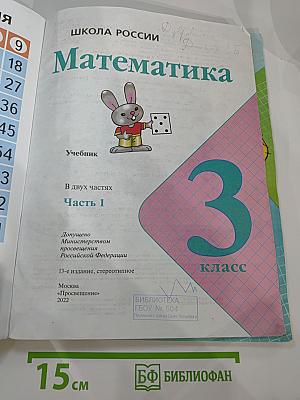 ШКОЛА РОССИИ
Математика
Учебник
В двух частях
Часть 1
Допущено
Министерством
просвещения
Российской Федерации
13-е издание, стереотипное
Москва
«Просвещение»
2022
3
класс
БИБЛИОТЕКА
ГБОУ № 604
9
18
27
36
45
54
15 см
БФ БИБЛИОФАН